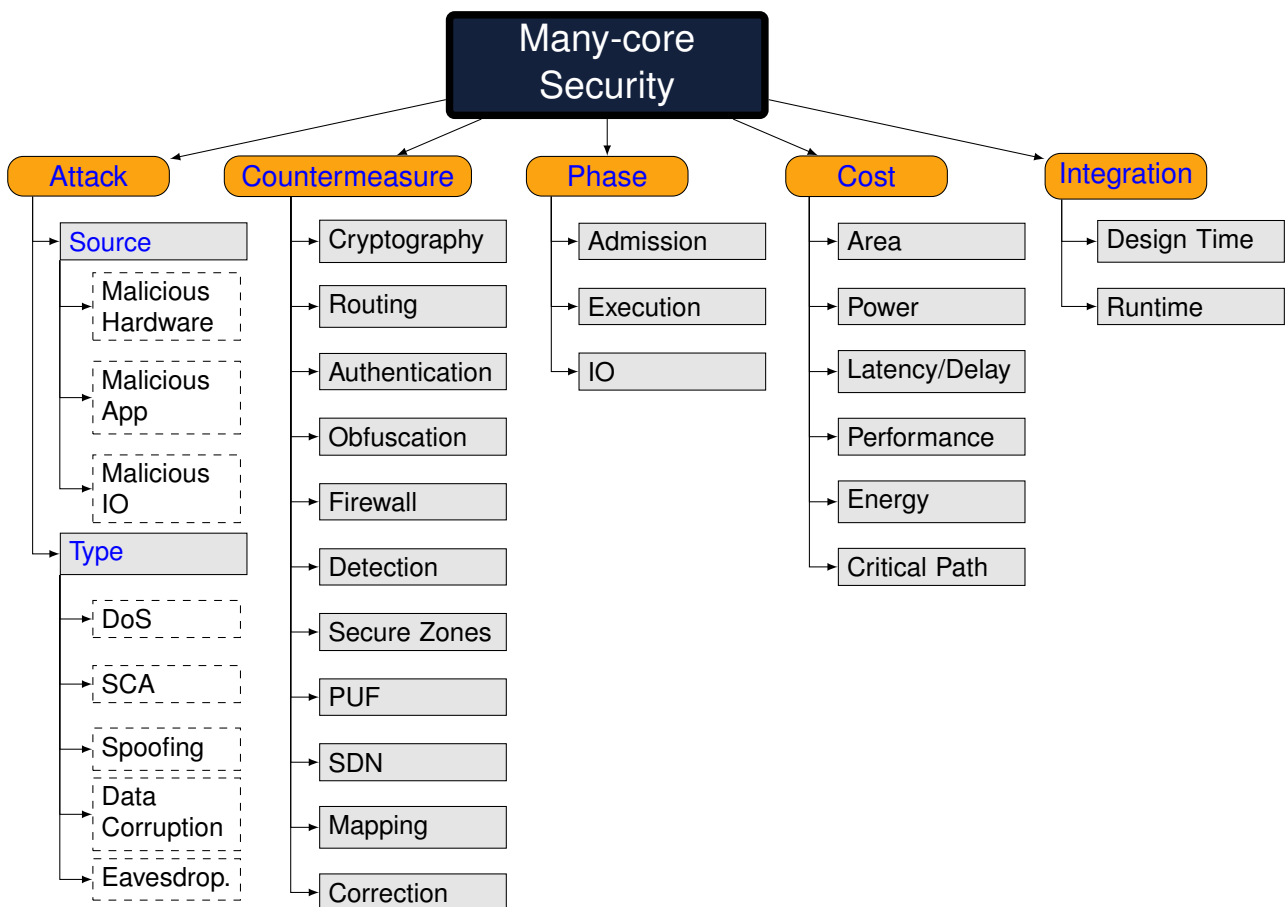 Many-core
Security
Attack
Source
Malicious
Hardware
Malicious
App
Malicious
IO
Type
DoS
SCA
Spoofing
Data
Corruption
Eavesdrop.
Countermeasure
Cryptography
Routing
Authentication
Obfuscation
Firewall
Detection
Secure Zones
PUF
SDN
Mapping
Correction
Phase
Admission
Execution
IO
Cost
Area
Power
Latency/Delay
Performance
Energy
Critical Path
Integration
Design Time
Runtime